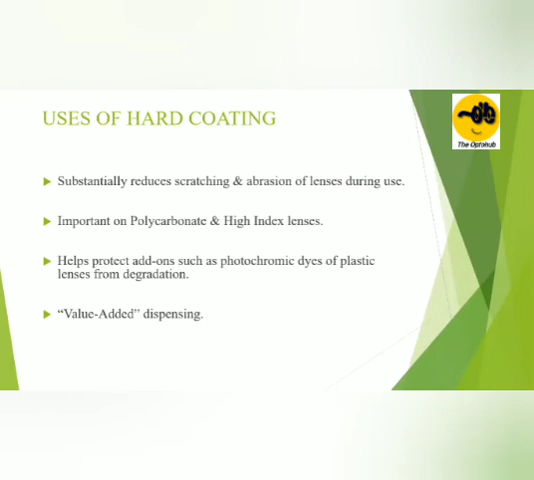 USES OF HARD COATING
The Optohub
Substantially reduces scratching & abrasion of lenses during use.
Important on Polycarbonate & High Index lenses.
Helps protect add-ons such as photochromic dyes of plastic
lenses from degradation.
“Value-Added” dispensing.